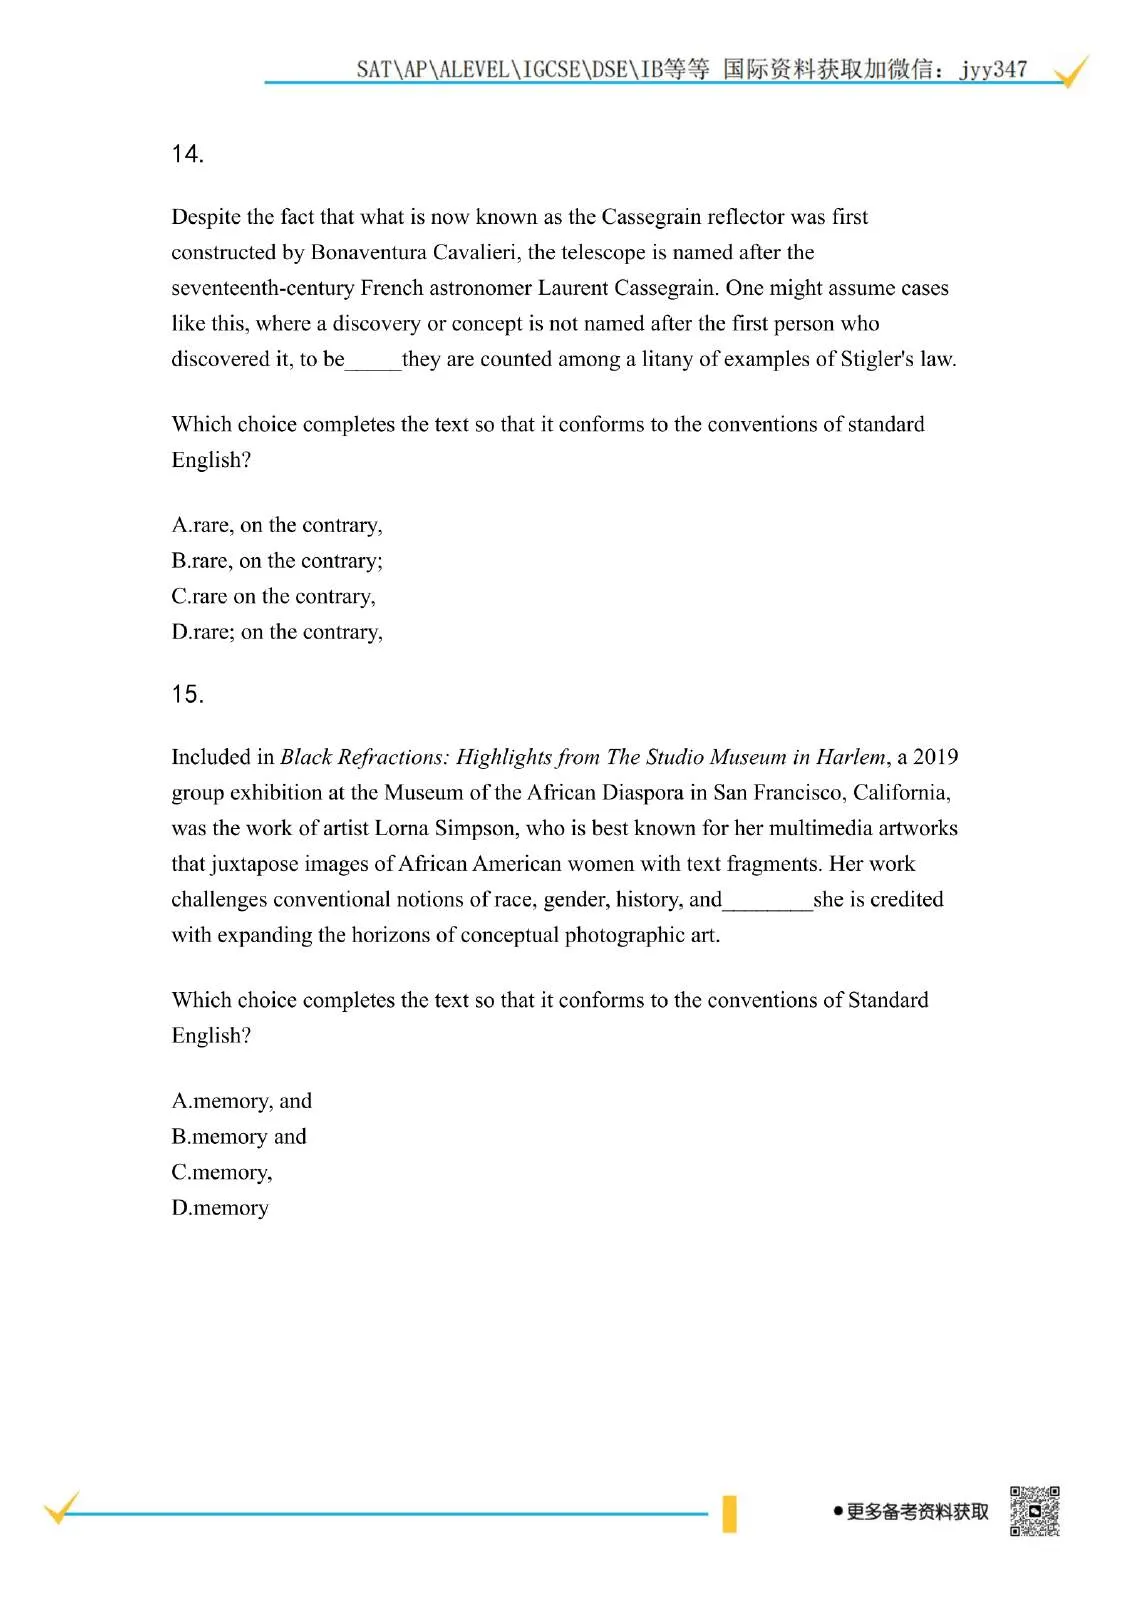 SAT\AP\ALEVEL\IGCSE\DSE\IB等等 国际资料获取加微信：jyy347
14.
Despite the fact that what is now known as the Cassegrain reflector was first
constructed by Bonaventura Cavalieri, the telescope is named after the
seventeenth-century French astronomer Laurent Cassegrain. One might assume cases
like this, where a discovery or concept is not named after the first person who
discovered it, to be_____they are counted among a litany of examples of Stigler's law.
Which choice completes the text so that it conforms to the conventions of standard
English?
A.rare, on the contrary,
B.rare, on the contrary;
C.rare on the contrary,
D.rare; on the contrary,
15.
Included in Black Refractions: Highlights from The Studio Museum in Harlem, a 2019
group exhibition at the Museum of the African Diaspora in San Francisco, California,
was the work of artist Lorna Simpson, who is best known for her multimedia artworks
that juxtapose images of African American women with text fragments. Her work
challenges conventional notions of race, gender, history, and________she is credited
with expanding the horizons of conceptual photographic art.
Which choice completes the text so that it conforms to the conventions of Standard
English?
A.memory, and
B.memory and
C.memory,
D.memory
●更多备考资料获取